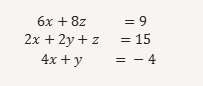 6x + 8z = 9
2x + 2y + z = 15
4x + y = − 4